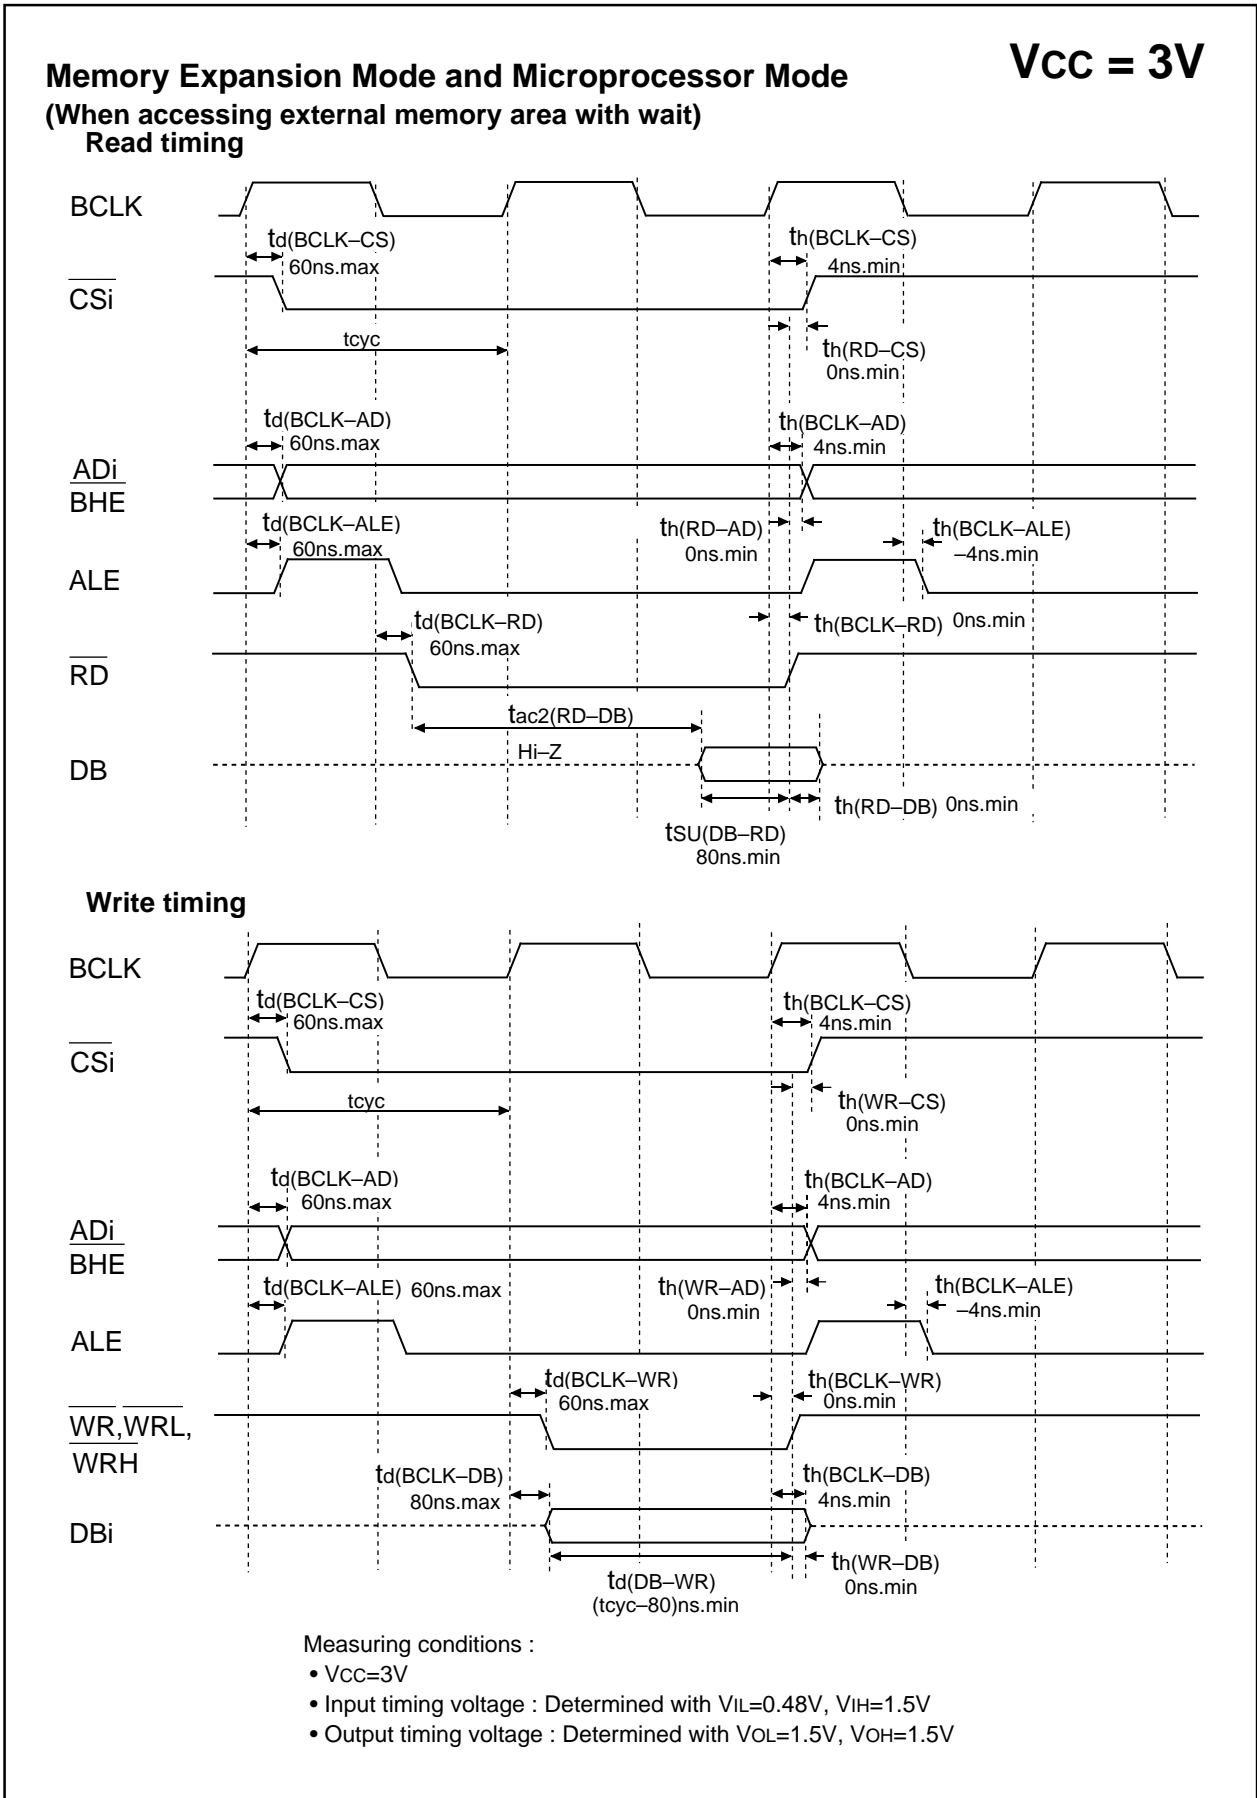 VCC = 3V
Memory Expansion Mode and Microprocessor Mode
(When accessing external memory area with wait)
Read timing
BCLK
td(BCLK–CS)
60ns.max
th(BCLK–CS)
4ns.min
CSi
tcyc
th(RD–CS)
0ns.min
td(BCLK–AD)
60ns.max
th(BCLK–AD)
4ns.min
ADi
BHE
td(BCLK–ALE)
60ns.max
th(RD–AD)
0ns.min
th(BCLK–ALE)
–4ns.min
ALE
td(BCLK–RD)
60ns.max
th(BCLK–RD) 0ns.min
RD
tac2(RD–DB)
Hi–Z
DB
th(RD–DB) 0ns.min
tSU(DB–RD)
80ns.min
Write timing
BCLK
td(BCLK–CS)
60ns.max
th(BCLK–CS)
4ns.min
CSi
tcyc
th(WR–CS)
0ns.min
td(BCLK–AD)
60ns.max
th(BCLK–AD)
4ns.min
ADi
BHE
td(BCLK–ALE) 60ns.max
th(WR–AD)
0ns.min
th(BCLK–ALE)
–4ns.min
ALE
td(BCLK–WR)
60ns.max
th(BCLK–WR)
0ns.min
WR,WRL,
WRH
td(BCLK–DB)
80ns.max
th(BCLK–DB)
4ns.min
DBi
td(DB–WR)
(tcyc–80)ns.min
th(WR–DB)
0ns.min
Measuring conditions :
• VCC=3V
• Input timing voltage : Determined with VIL=0.48V, VIH=1.5V
• Output timing voltage : Determined with VOL=1.5V, VOH=1.5V